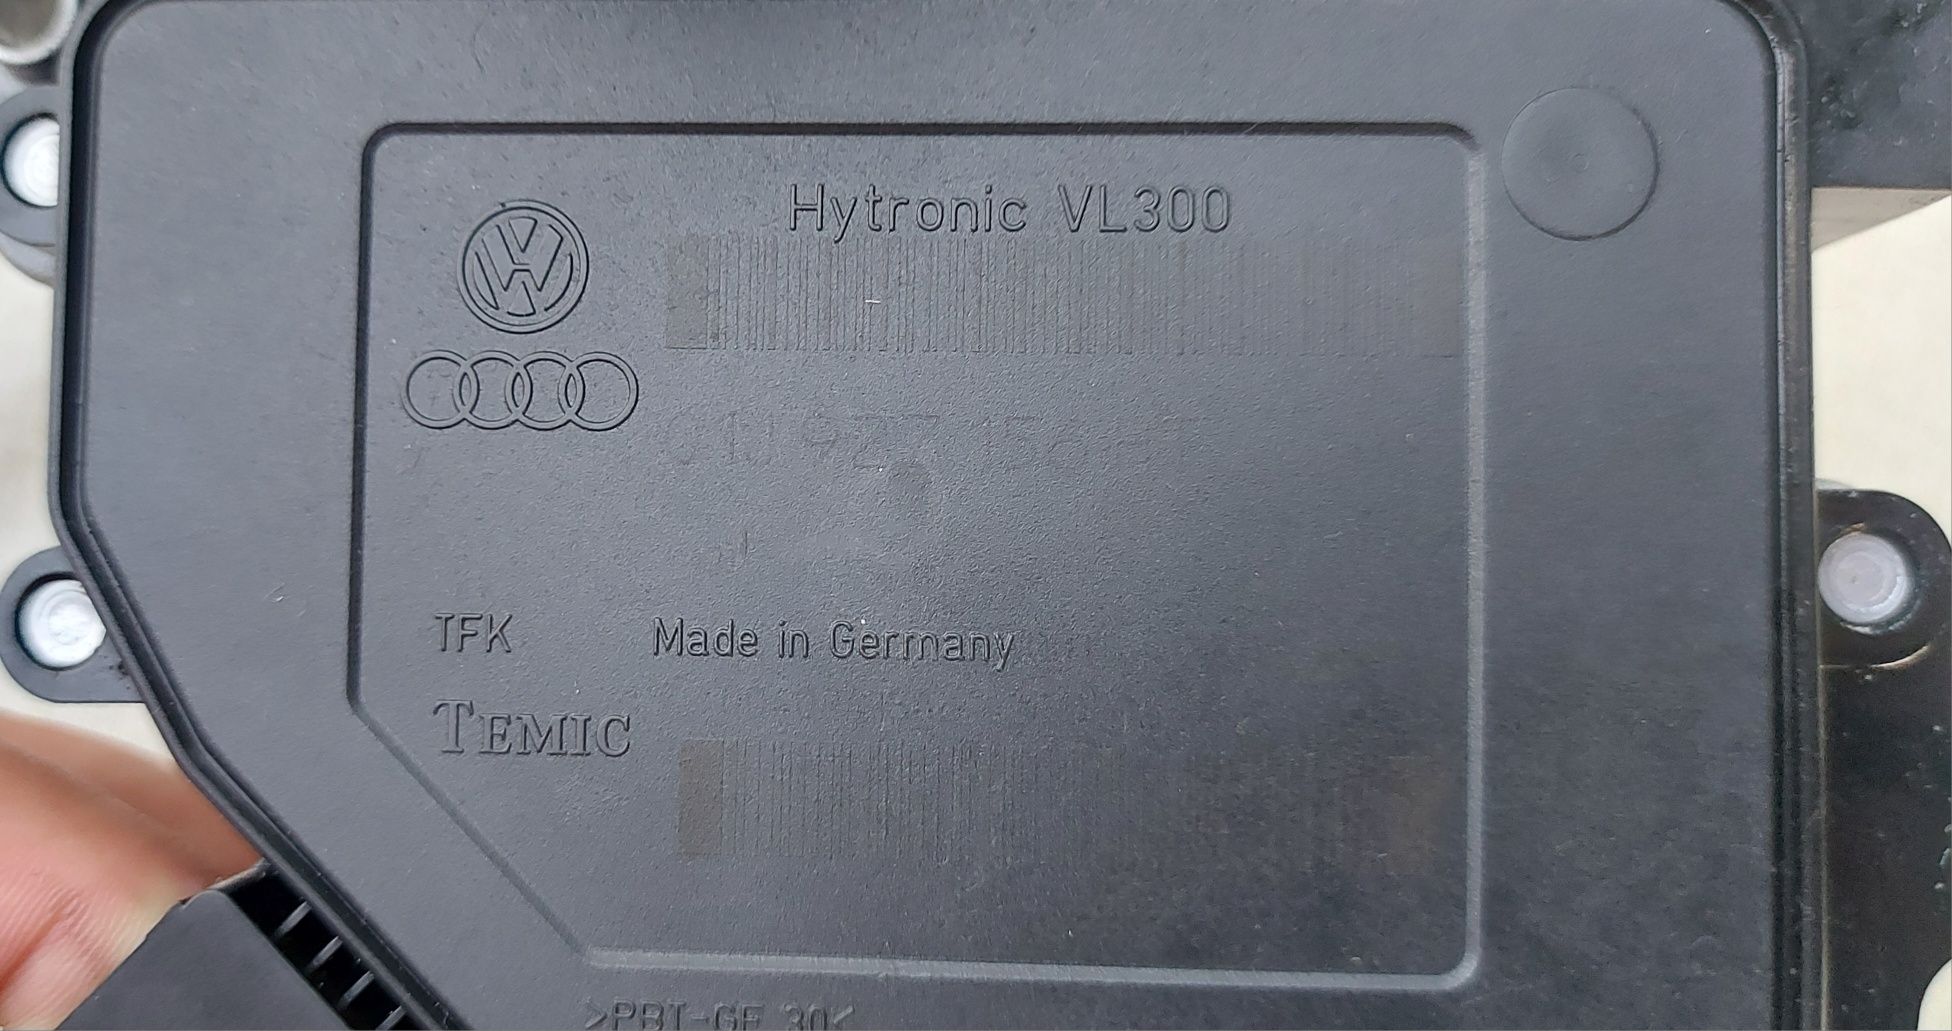 Hytronic VL300
TFK
Made in Germany
TEMIC
>PBT-GF 30<